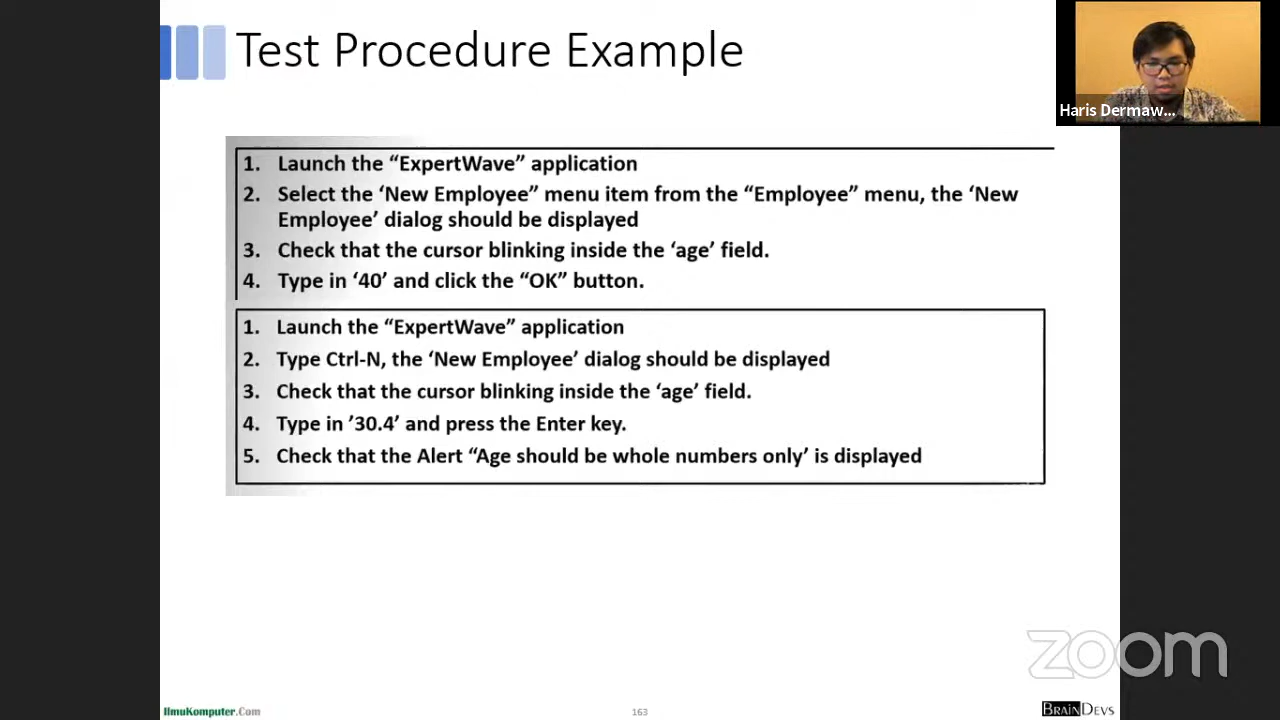 Test Procedure Example
Haris Dermaw...
1. Launch the “ExpertWave” application
2. Select the ‘New Employee” menu item from the “Employee” menu, the ‘New
Employee’ dialog should be displayed
3. Check that the cursor blinking inside the ‘age’ field.
4. Type in ‘40’ and click the “OK” button.
1. Launch the “ExpertWave” application
2. Type Ctrl-N, the ‘New Employee’ dialog should be displayed
3. Check that the cursor blinking inside the ‘age’ field.
4. Type in ’30.4’ and press the Enter key.
5. Check that the Alert “Age should be whole numbers only’ is displayed
zoom
IlmuKomputer.Com
163
BRAINDEVS